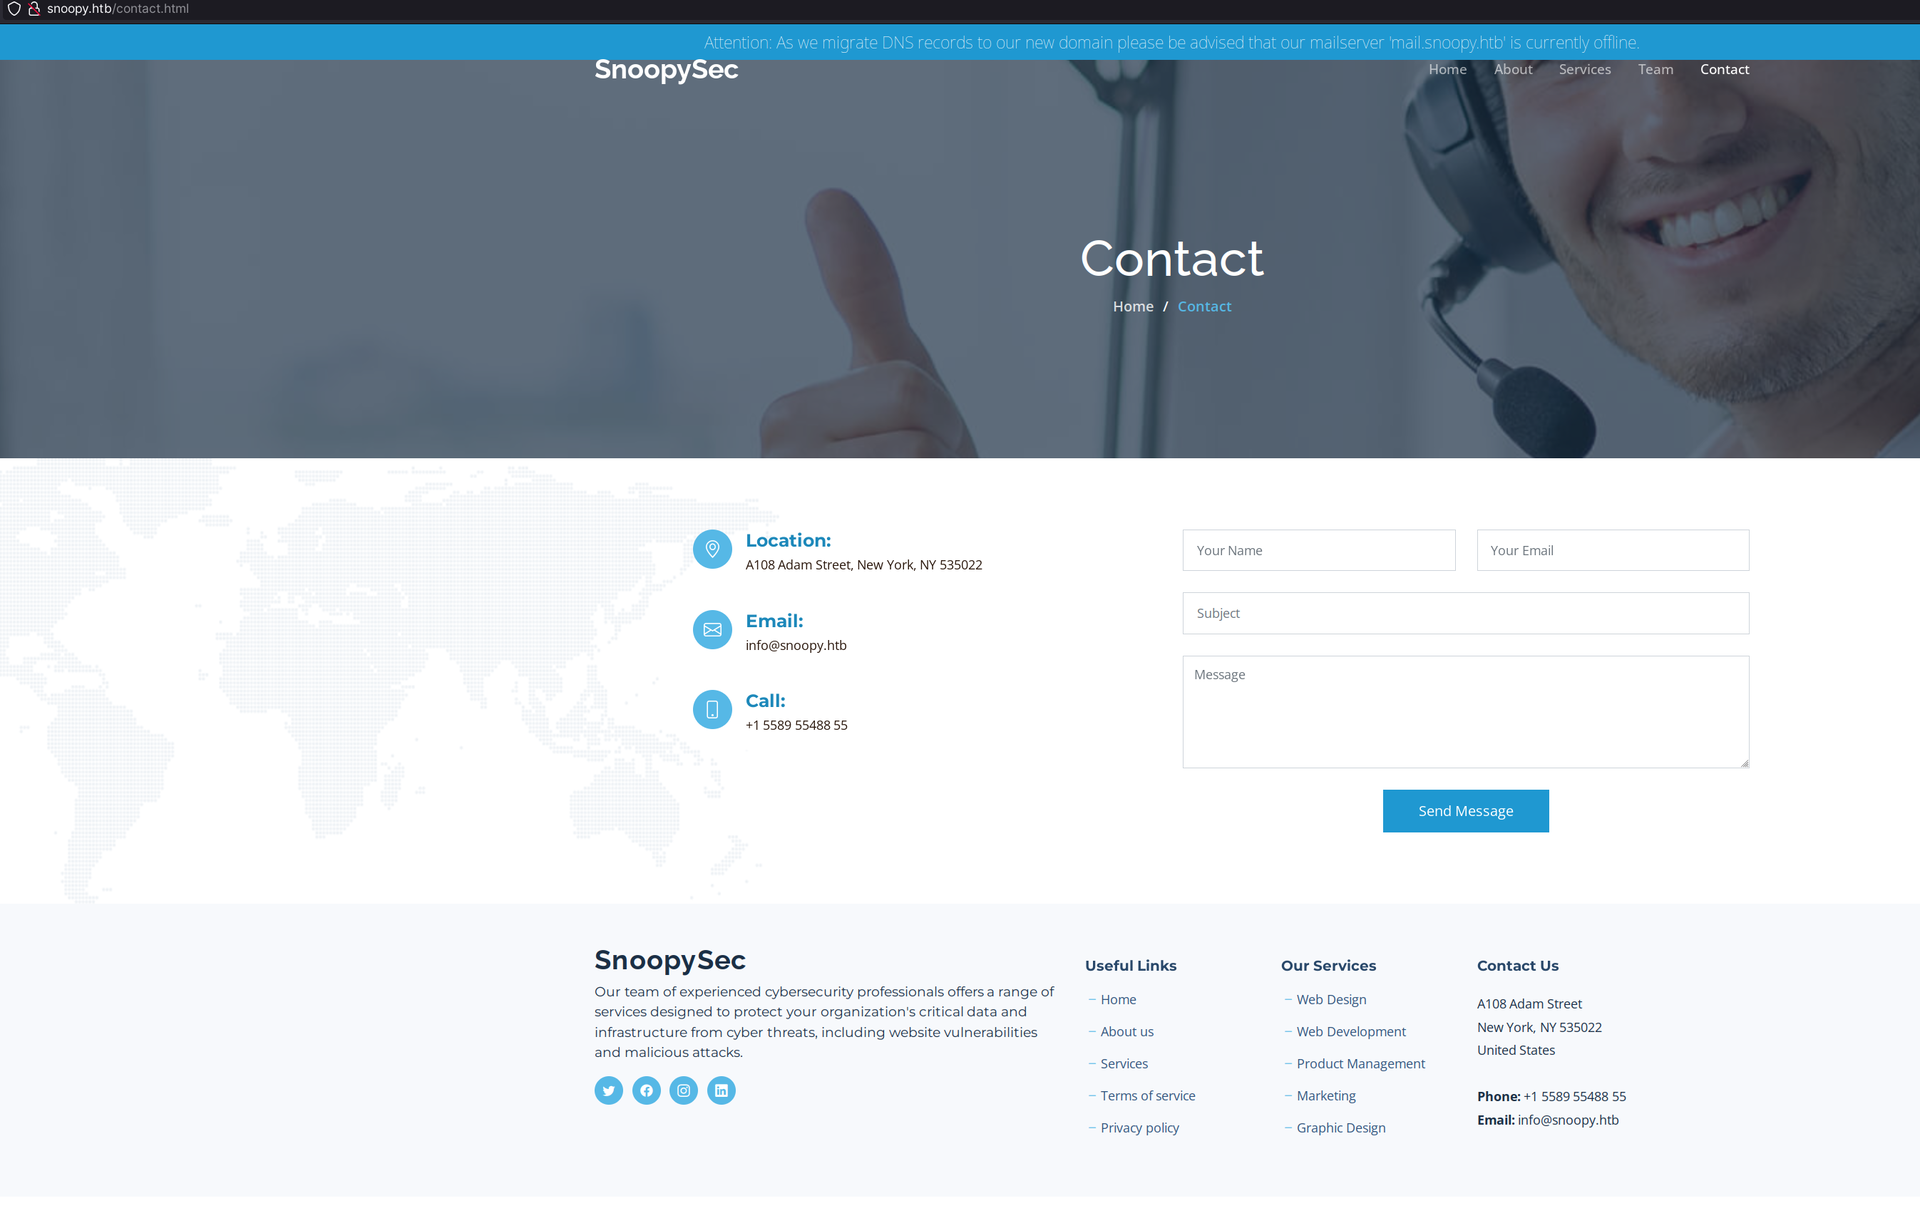 snoopy.htb/contact.html
Attention: As we migrate DNS records to our new domain please be advised that our mailserver 'mail.snoopy.htb' is currently offline.
SnoopySec
Home About Services Team Contact
Contact
Home / Contact
Location:
A108 Adam Street, New York, NY 535022
Email:
info@snoopy.htb
Call:
+1 5589 55488 55
Your Name
Your Email
Subject
Message
Send Message
SnoopySec
Our team of experienced cybersecurity professionals offers a range of
services designed to protect your organization's critical data and
infrastructure from cyber threats, including website vulnerabilities
and malicious attacks.
Useful Links
Home
About us
Services
Terms of service
Privacy policy
Our Services
Web Design
Web Development
Product Management
Marketing
Graphic Design
Contact Us
A108 Adam Street
New York, NY 535022
United States
Phone: +1 5589 55488 55
Email: info@snoopy.htb